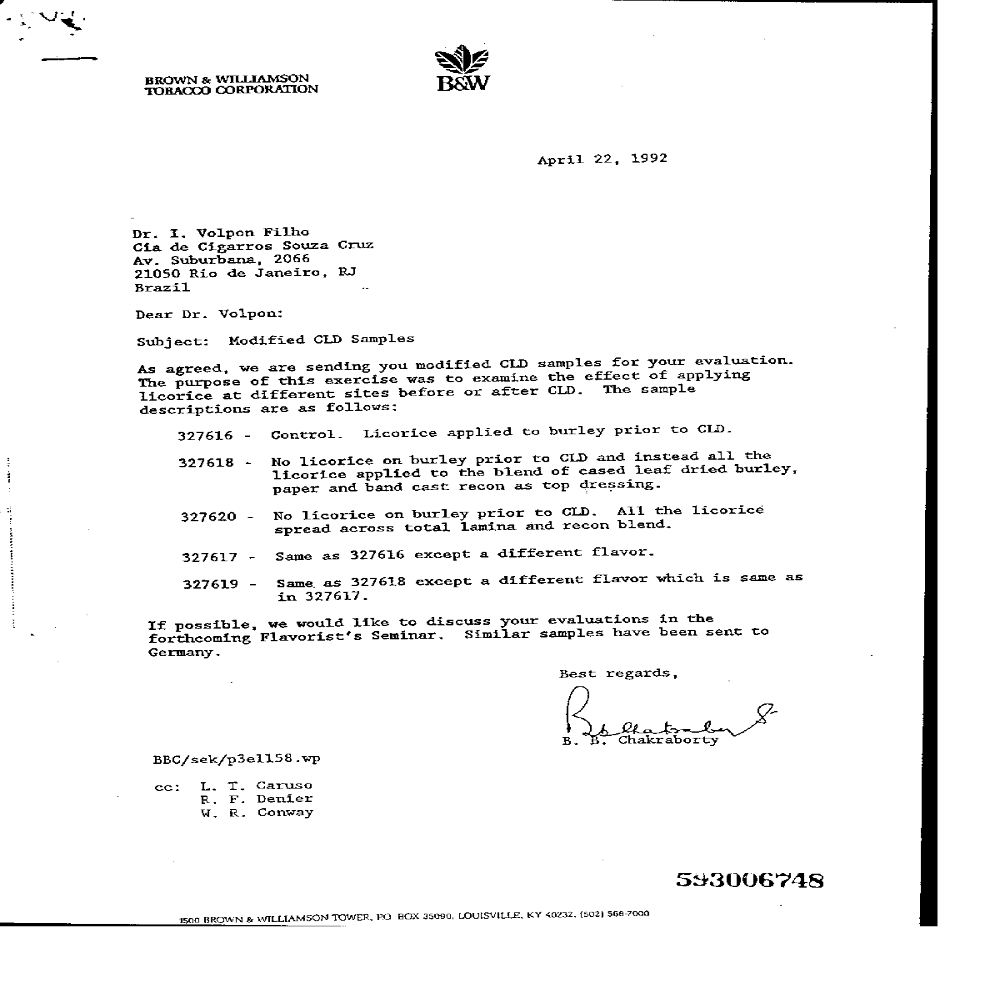 BROWN & WILLIAMSON
TOBACCO CORPORATION
B&W
April 22, 1992
Dr. I. Volpon Filho
Cia de Cigarros Souza Cruz
Av. Suburbana, 2066
21050 Rio de Janeiro, RJ
Brazil
Dear Dr. Volpon:
Subject: Modified CLD Samples
As agreed, we are sending you modified CLD samples for your evaluation.
The purpose of this exercise was to examine the effect of applying
licorice at different sites before or after CLD. The sample
descriptions are as follows:
327616 - Control. Licorice applied to burley prior to CLD.
327618 - No licorice on burley prior to CLD and instead all the
licorice applied to the blend of cased leaf dried burley,
paper and band cast recon as top dressing.
327620 - No licorice on burley prior to CLD. All the licorice
spread across total lamina and recon blend.
327617 - Same as 327616 except a different flavor.
327619 - Same as 327618 except a different flavor which is same as
in 327617.
If possible, we would like to discuss your evaluations in the
forthcoming Flavorist's Seminar. Similar samples have been sent to
Germany.
Best regards,
B. B. Chakraborty
BBC/sek/p3e1158.wp
cc: L. T. Caruso
R. F. Denier
W. R. Conway
593006748
1500 BROWN & WILLIAMSON TOWER, PO BOX 35090, LOUISVILLE, KY 40232, (502) 568-7000